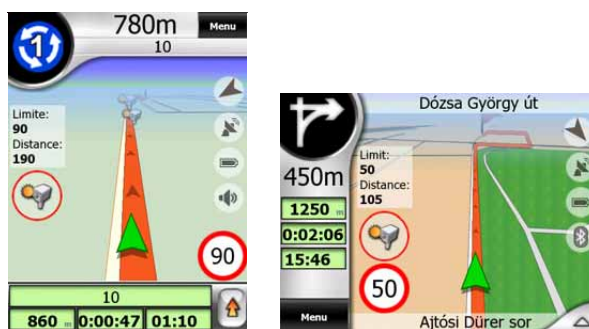 1
780m
Menu
10
Limite:
90
Distance:
190
90
10
860 m
0:00:47
01:10
Dózsa György út
450m
Limit:
50
Distance:
105
1250 m
0:02:06
15:46
50
Menu
Ajtósi Dürer sor